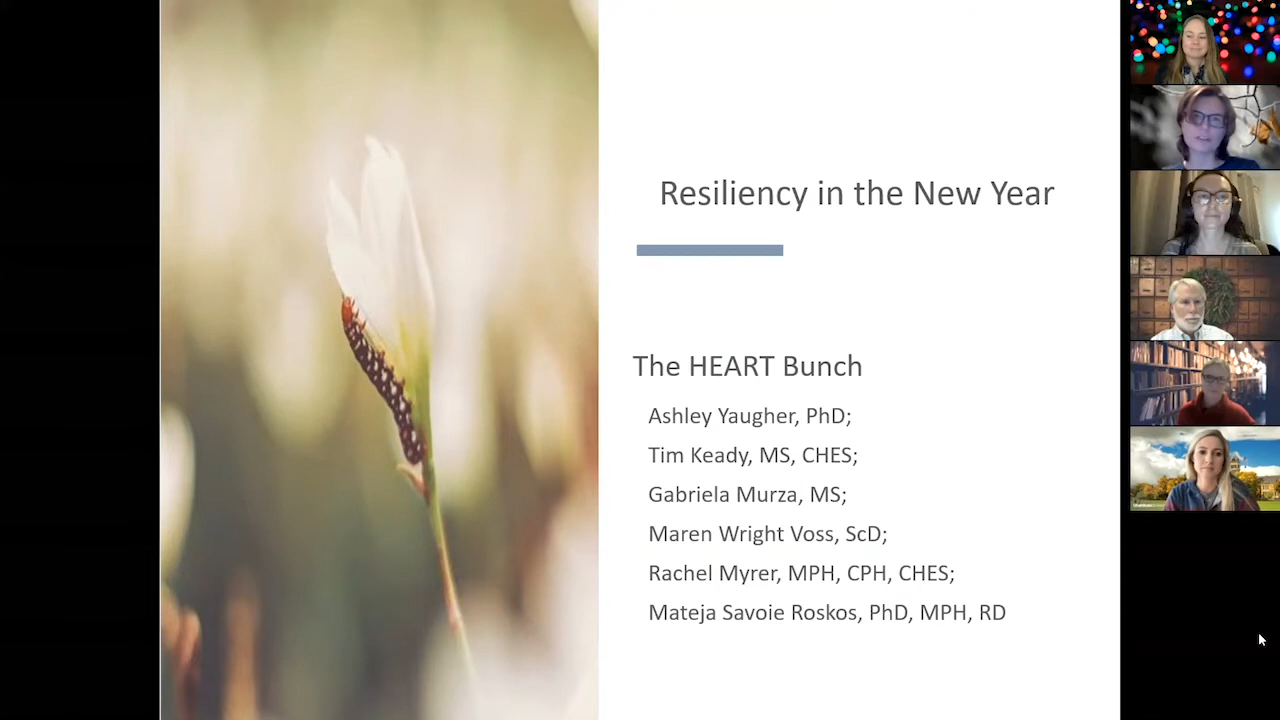 Resiliency in the New Year
The HEART Bunch
Ashley Yaugher, PhD;
Tim Keady, MS, CHES;
Gabriela Murza, MS;
Maren Wright Voss, ScD;
Rachel Myrer, MPH, CPH, CHES;
Mateja Savoie Roskos, PhD, MPH, RD